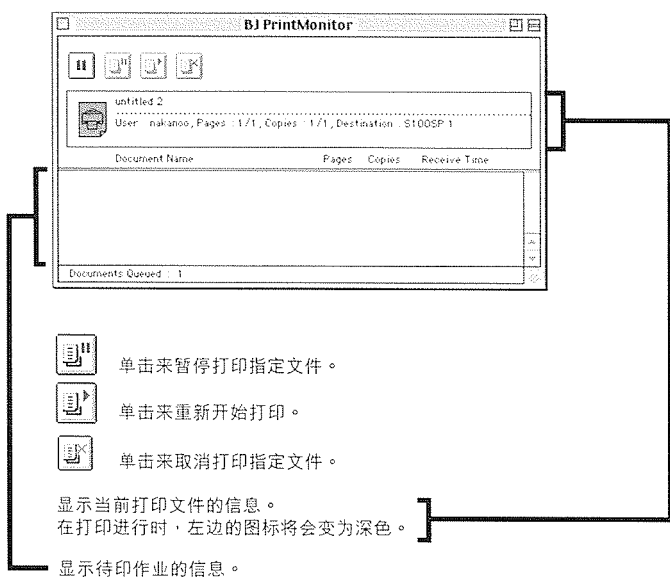 BJ PrintMonitor
untitled 2
User : nakanoo, Pages : 1/1, Copies : 1/1, Destination : S100SP 1
Document Name Pages Copies Receive Time
Documents Queued : 1
单击来暂停打印指定文件。
单击来重新开始打印。
单击来取消打印指定文件。
显示当前打印文件的信息。
在打印进行时，左边的图标将会变为深色。
显示待印作业的信息。